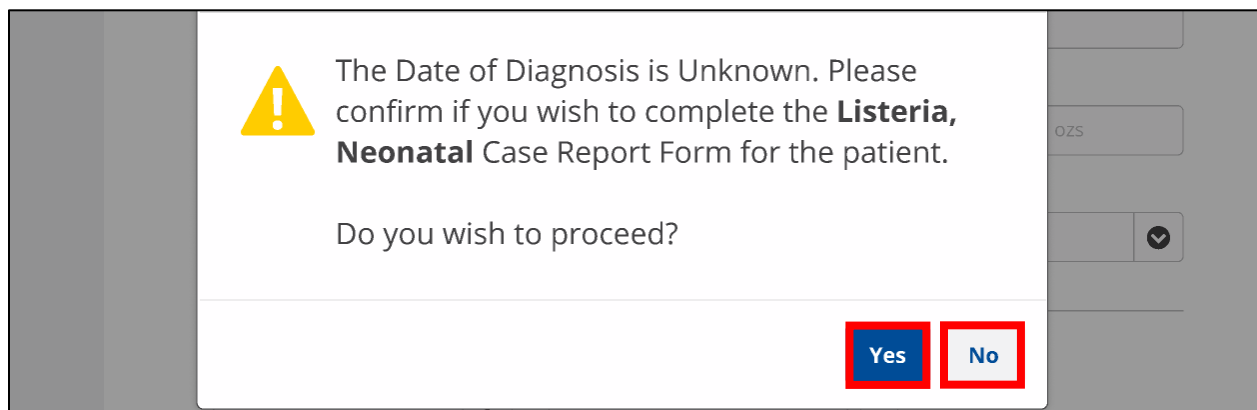 The Date of Diagnosis is Unknown. Please
confirm if you wish to complete the Listeria,
Neonatal Case Report Form for the patient.
ozs
Do you wish to proceed?
Yes No